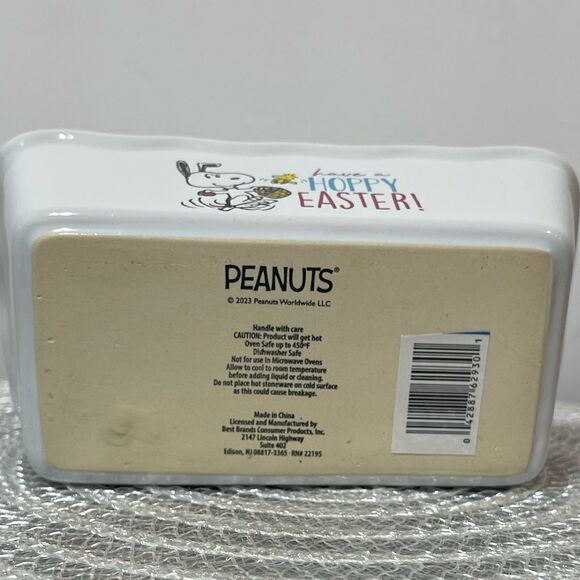 have a
HOPPY
EASTER!
PEANUTS®
© 2023 Peanuts Worldwide LLC
Handle with care
CAUTION: Product will get hot
Oven Safe up to 450°F
Dishwasher Safe
Not for use in Microwave Ovens
Allow to cool to room temperature
before adding liquid or cleaning.
Do not place hot stoneware on cold surface
as this could cause breakage.
Made in China
Licensed and Manufactured by
Best Brands Consumer Products, Inc.
2147 Lincoln Highway
Suite 402
Edison, NJ 08817-3365 · RN# 22195
0 42887 62930 1